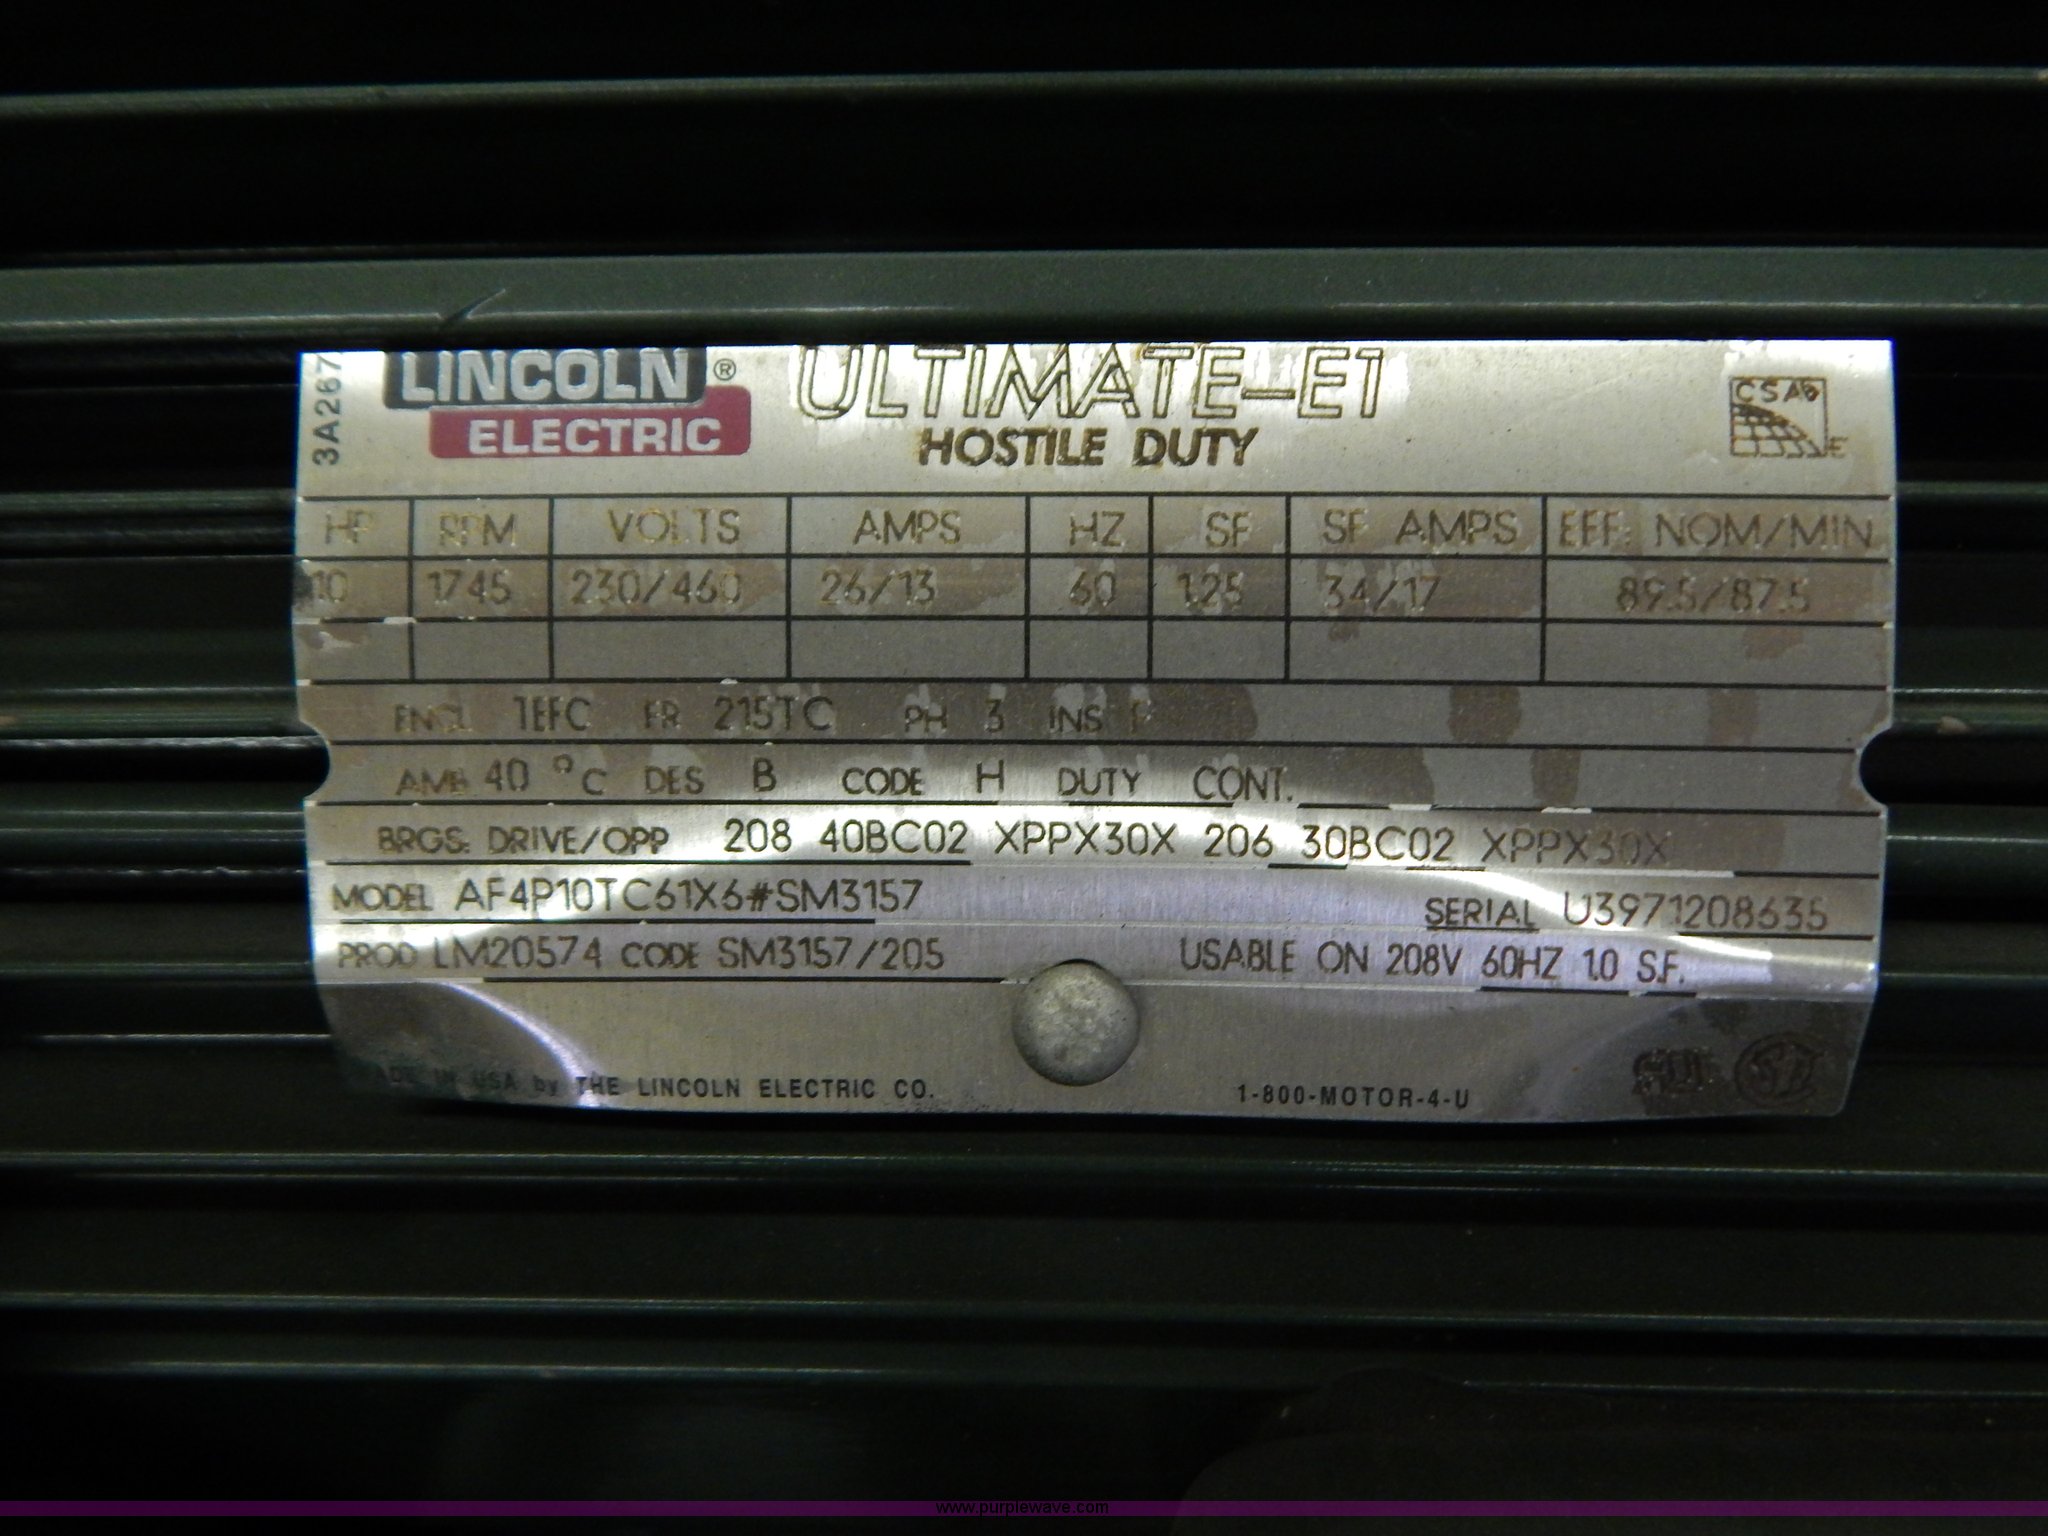 3A267
LINCOLN ®
ELECTRIC
ULTIMATE-E1
HOSTILE DUTY
CSA
HP RPM VOLTS AMPS HZ SF SF AMPS EFF. NOM/MIN
10 1745 230/460 26/13 60 1.25 34/17 89.5/87.5
ENCL TEFC FR 215TC PH 3 INS F
AMB 40 °C DES B CODE H DUTY CONT.
BRGS: DRIVE/OPP 208 40BC02 XPPX30X 206 30BC02 XPPX30X
MODEL AF4P10TC61X6#SM3157 SERIAL U3971208635
PROD LM20574 CODE SM3157/205 USABLE ON 208V 60HZ 1.0 S.F.
IN USA by THE LINCOLN ELECTRIC CO. 1-800-MOTOR-4-U
www.purplewave.com